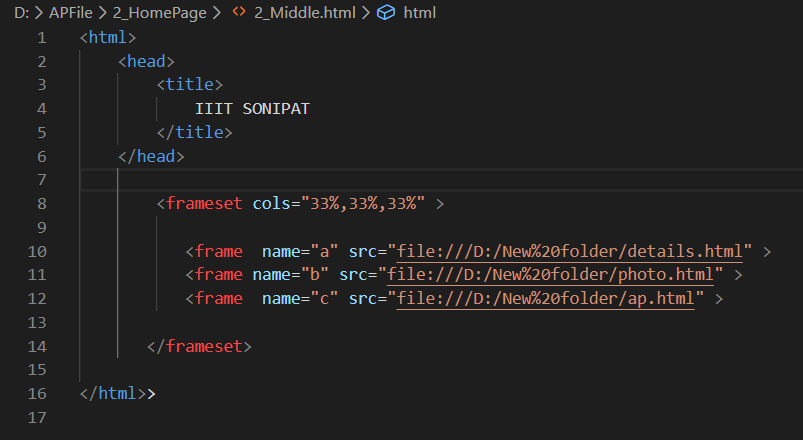 D: > APFile > 2_HomePage > <> 2_Middle.html > html
1 <html>
2 <head>
3 <title>
4 IIIT SONIPAT
5 </title>
6 </head>
7
8 <frameset cols="33%,33%,33%" >
9
10 <frame  name="a" src="file:///D:/New%20folder/details.html" >
11 <frame name="b" src="file:///D:/New%20folder/photo.html" >
12 <frame  name="c" src="file:///D:/New%20folder/ap.html" >
13
14 </frameset>
15
16 </html>>
17